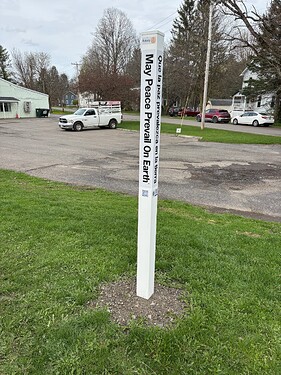 May Peace Prevail On Earth
Que la paz prevalezca en la tierra